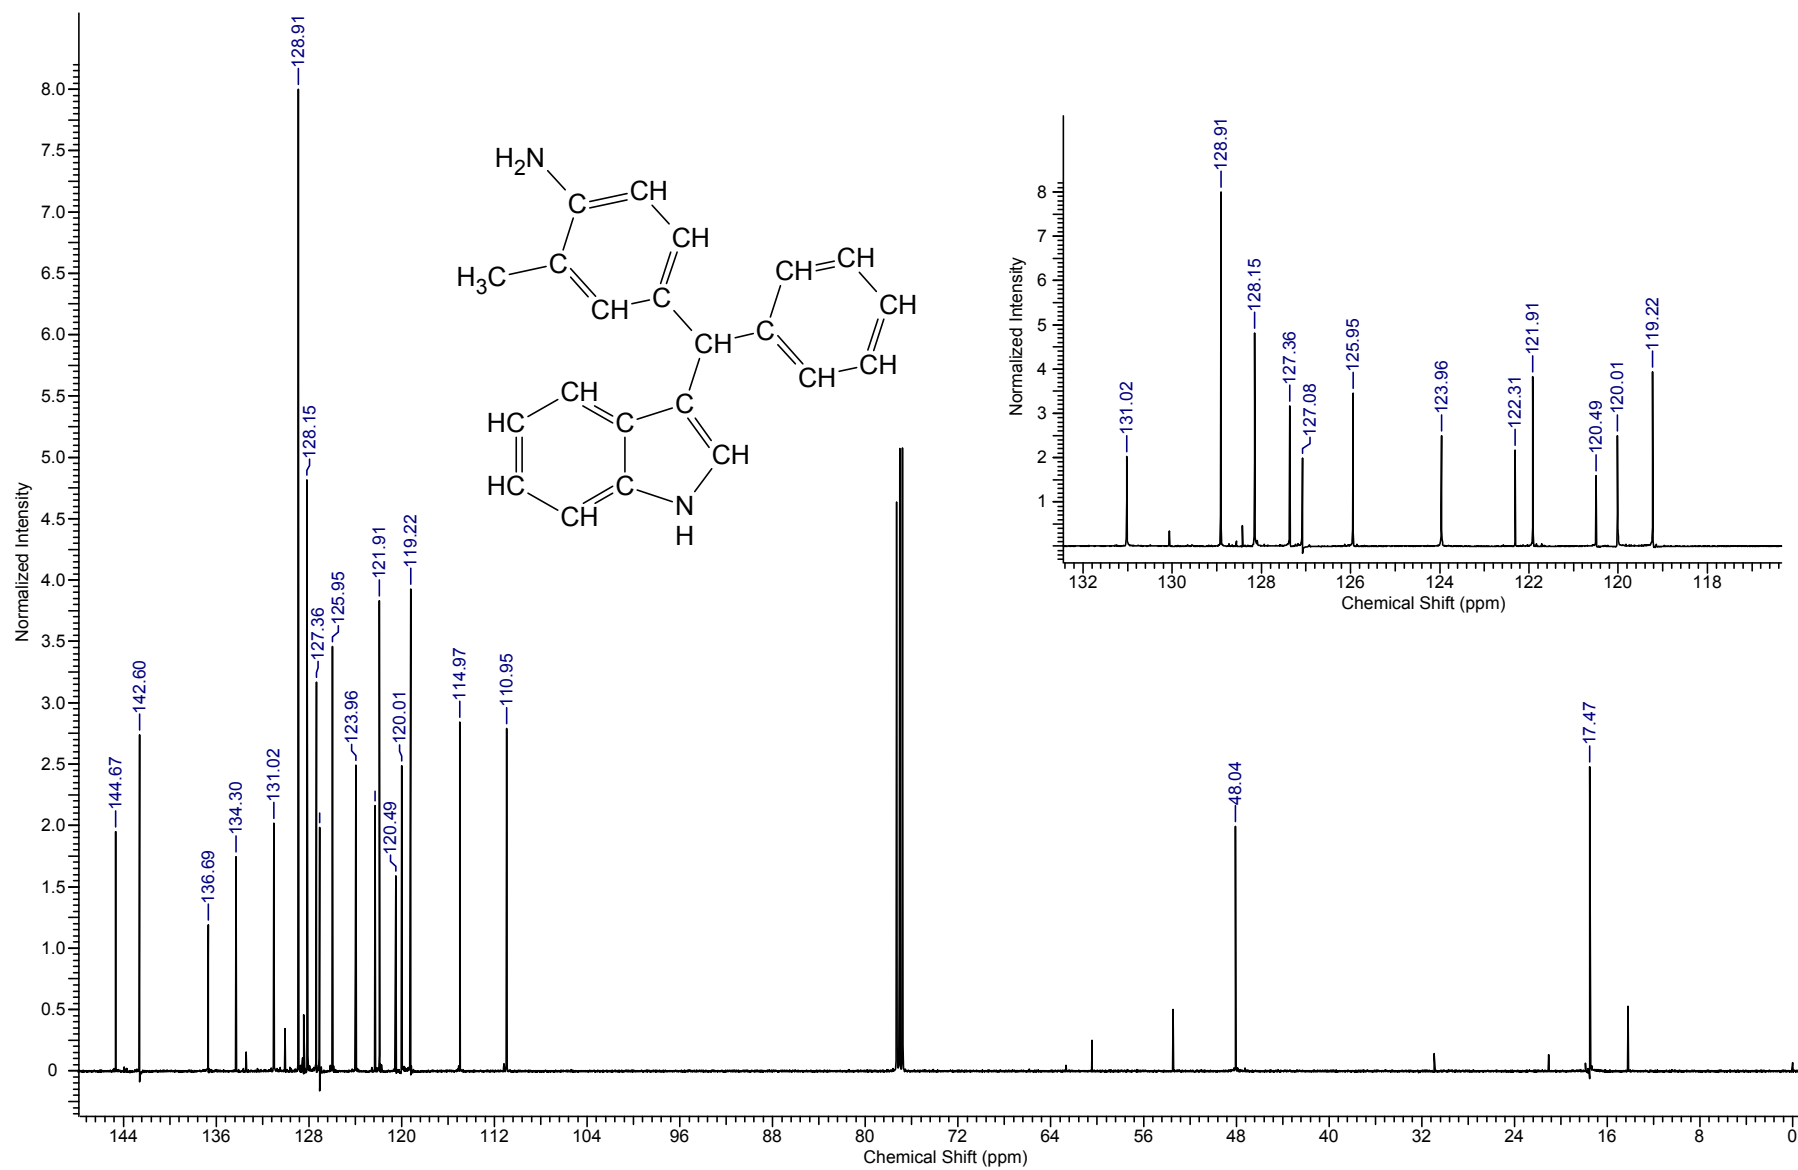 128.91
8.0
7.5
7.0
6.5
6.0
5.5
5.0
4.5
4.0
3.5
3.0
2.5
2.0
1.5
1.0
0.5
0
Normalized Intensity
144.67
142.60
136.69
134.30
131.02
128.15
127.36
125.95
123.96
121.91
120.49
120.01
119.22
114.97
110.95
48.04
17.47
144 136 128 120 112 104 96 88 80 72 64 56 48 40 32 24 16 8 0
Chemical Shift (ppm)
H2N
C
CH
CH
H3C
C
CH
C
CH
CH
CH
CH
C
CH
CH
CH
CH
C
C
CH
CH
C
CH
CH
N
H
128.91
8
7
6
5
4
3
2
1
Normalized Intensity
131.02
128.15
127.36
127.08
125.95
123.96
122.31
121.91
120.49
120.01
119.22
132 130 128 126 124 122 120 118
Chemical Shift (ppm)